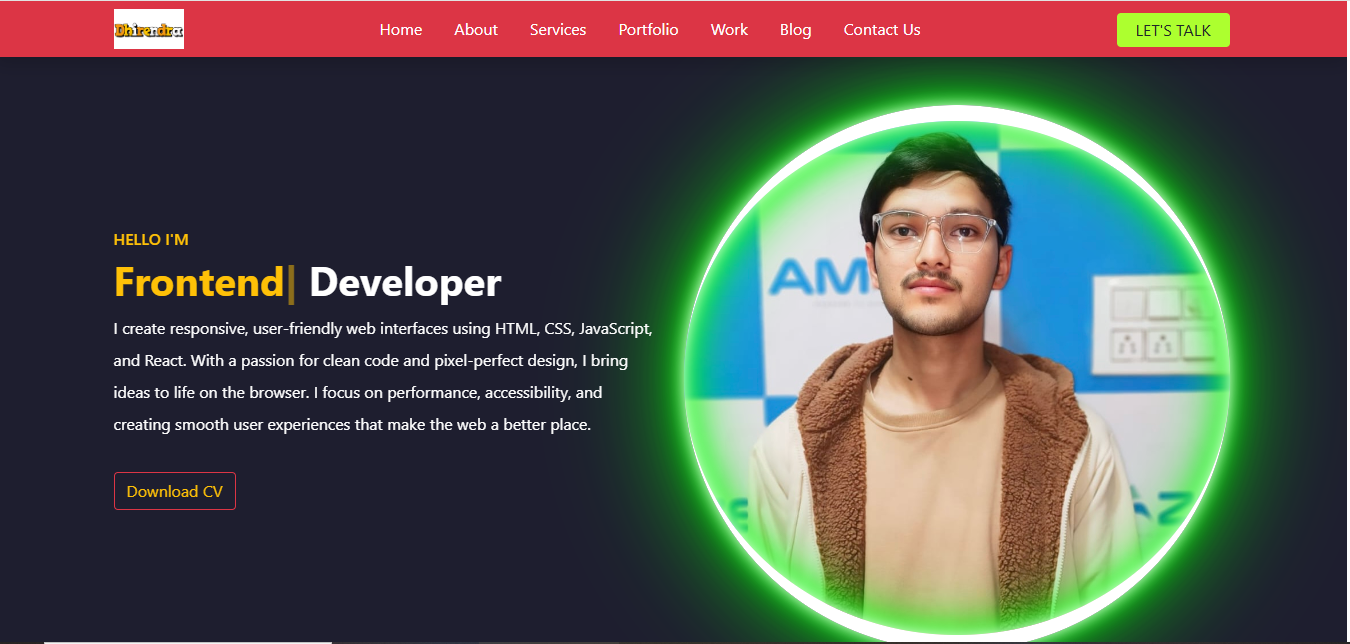 Dhirendra
Home About Services Portfolio Work Blog Contact Us
LET'S TALK
HELLO I'M
Frontend| Developer
I create responsive, user-friendly web interfaces using HTML, CSS, JavaScript,
and React. With a passion for clean code and pixel-perfect design, I bring
ideas to life on the browser. I focus on performance, accessibility, and
creating smooth user experiences that make the web a better place.
Download CV
AM